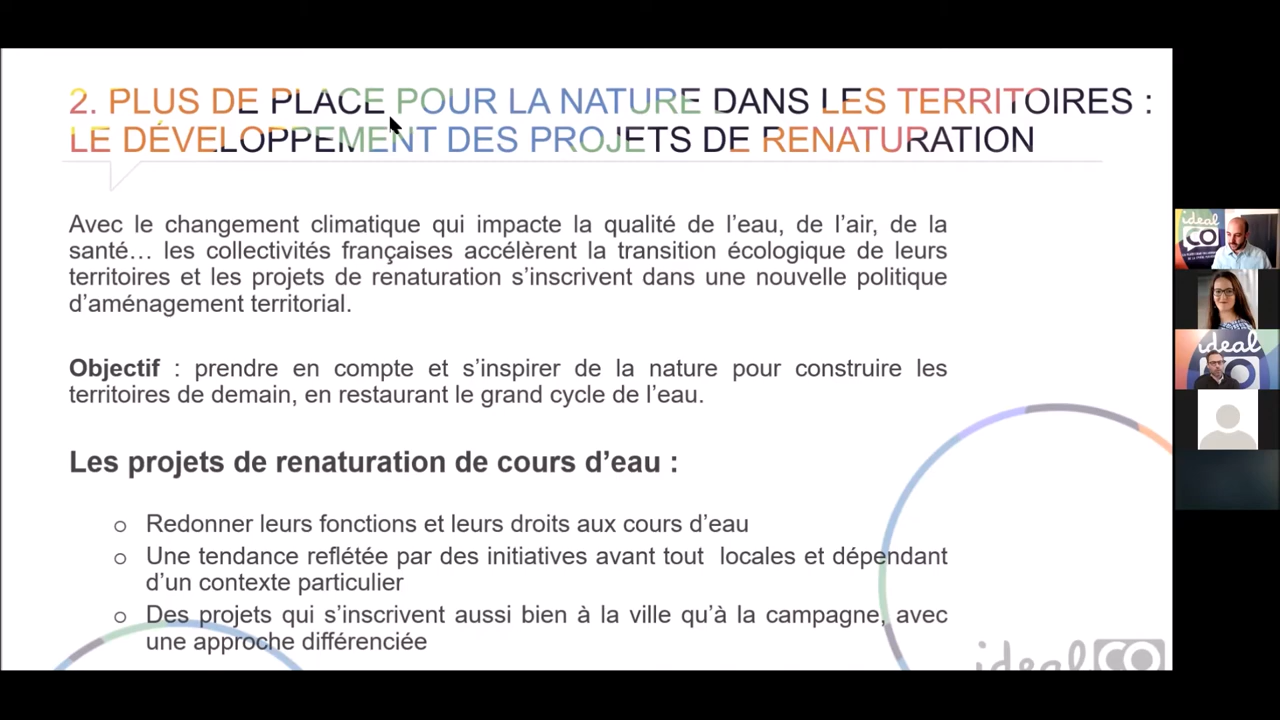 2. PLUS DE PLACE POUR LA NATURE DANS LES TERRITOIRES :
LE DÉVELOPPEMENT DES PROJETS DE RENATURATION
Avec le changement climatique qui impacte la qualité de l’eau, de l’air, de la
santé… les collectivités françaises accélèrent la transition écologique de leurs
territoires et les projets de renaturation s’inscrivent dans une nouvelle politique
d’aménagement territorial.
Objectif : prendre en compte et s’inspirer de la nature pour construire les
territoires de demain, en restaurant le grand cycle de l’eau.
Les projets de renaturation de cours d’eau :
o Redonner leurs fonctions et leurs droits aux cours d’eau
o Une tendance reflétée par des initiatives avant tout locales et dépendant
d’un contexte particulier
o Des projets qui s’inscrivent aussi bien à la ville qu’à la campagne, avec
une approche différenciée
ideal CO
ideal
CO
ideal
CO